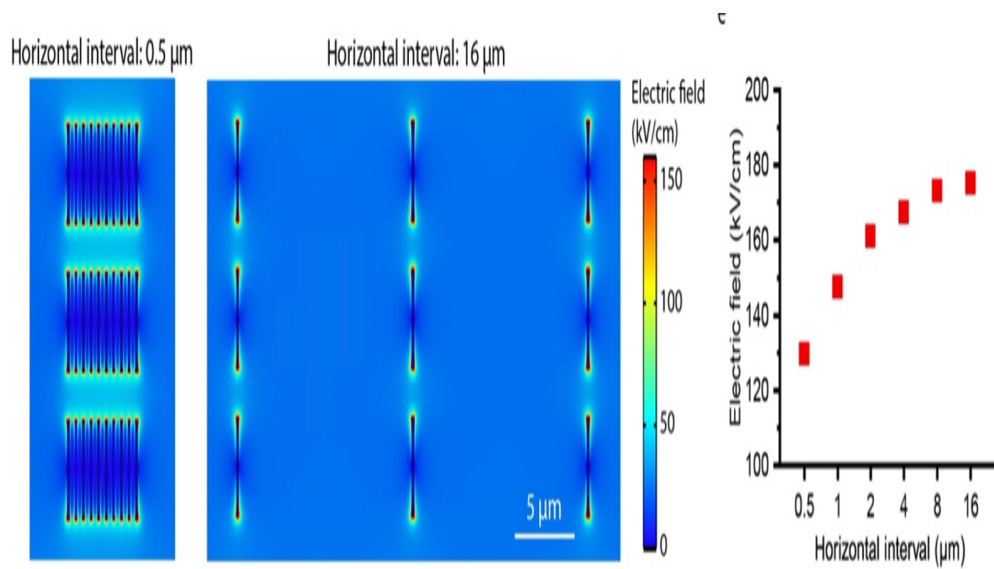 Horizontal interval: 0.5 μm
Horizontal interval: 16 μm
Electric field
(kV/cm)
150
100
50
0
5 μm
Electric field (kV/cm)
200
180
160
140
120
100
0.5 1 2 4 8 16
Horizontal interval (μm)